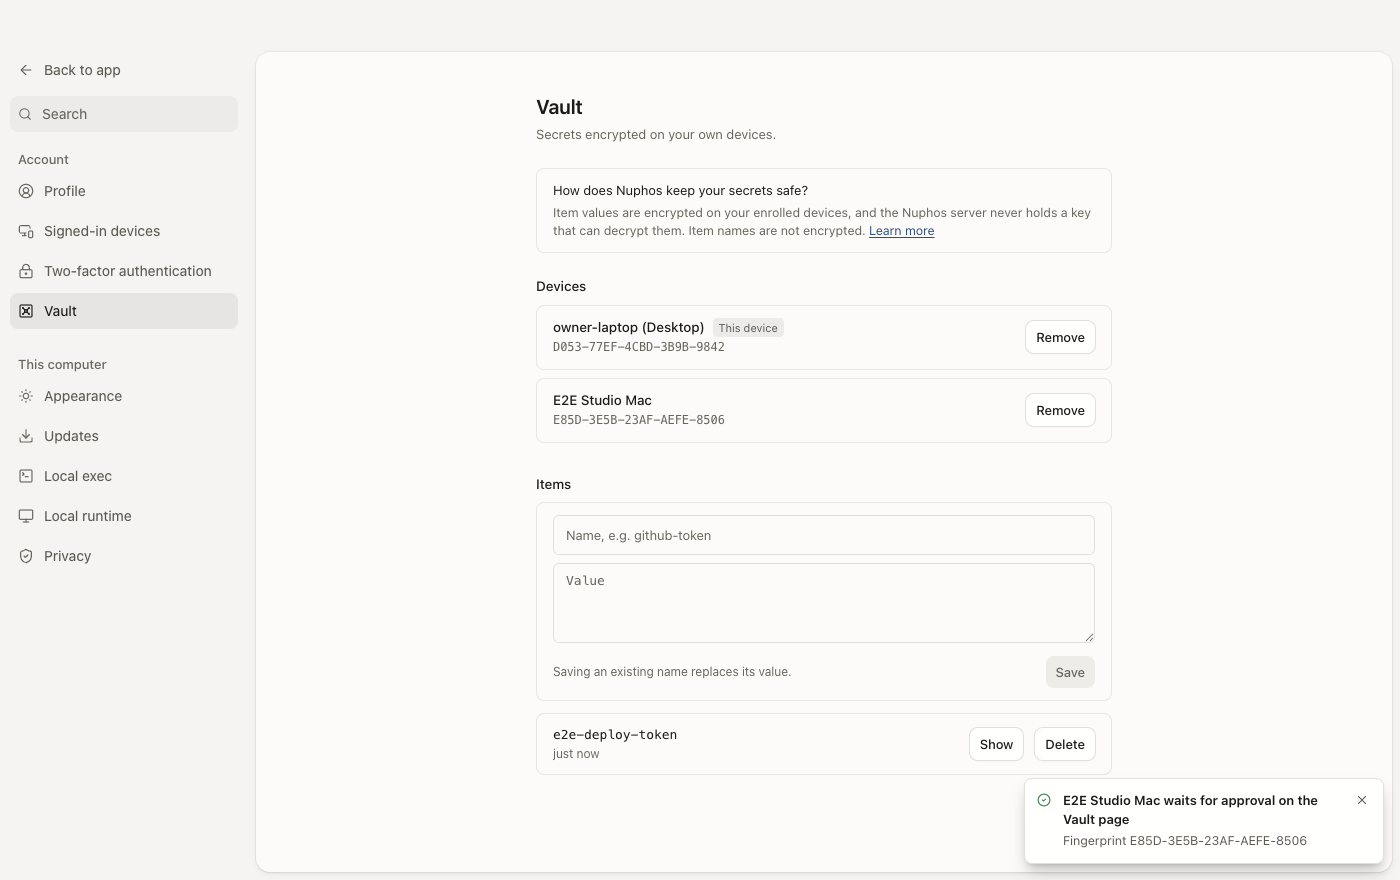 Back to app
Search
Account
Profile
Signed-in devices
Two-factor authentication
Vault
This computer
Appearance
Updates
Local exec
Local runtime
Privacy
Vault
Secrets encrypted on your own devices.
How does Nuphos keep your secrets safe?
Item values are encrypted on your enrolled devices, and the Nuphos server never holds a key
that can decrypt them. Item names are not encrypted. Learn more
Devices
owner-laptop (Desktop) This device
D053-77EF-4CBD-3B9B-9842
Remove
E2E Studio Mac
E85D-3E5B-23AF-AEFE-8506
Remove
Items
Name, e.g. github-token
Value
Saving an existing name replaces its value.
Save
e2e-deploy-token
just now
Show
Delete
E2E Studio Mac waits for approval on the
Vault page
Fingerprint E85D-3E5B-23AF-AEFE-8506